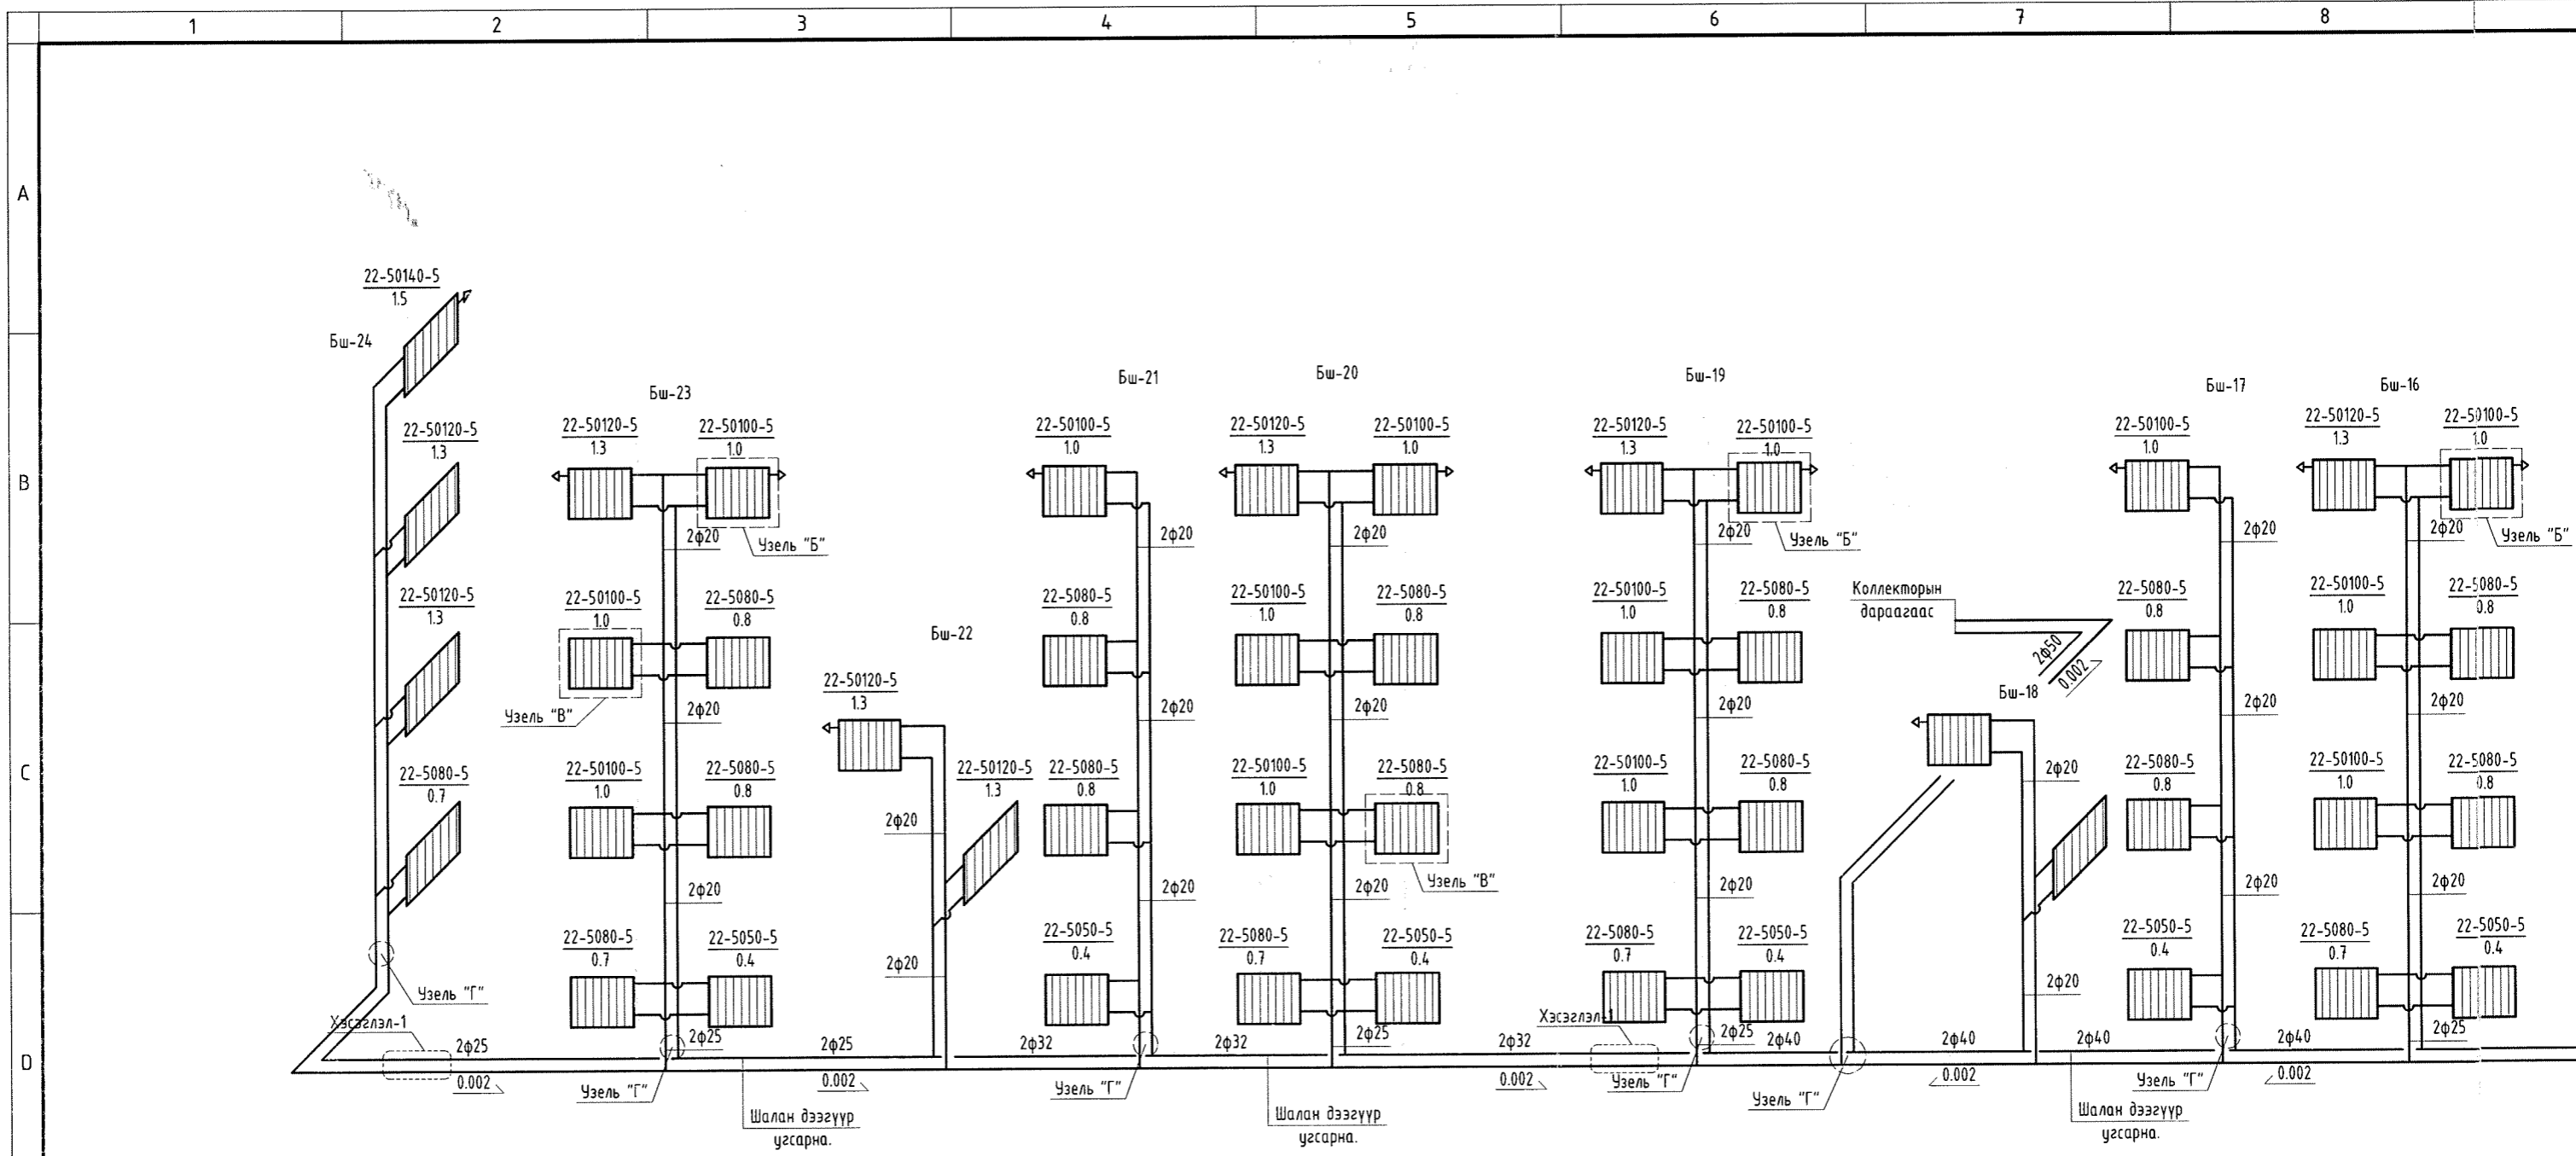 1 2 3 4 5 6 7 8
A
B
C
D
Бш-24
22-50140-5
1.5
22-50120-5
1.3
22-50120-5
1.3
22-5080-5
0.7
Узель "Г"
Хэсэглэл-1
2ф25
0.002
Бш-23
22-50120-5
1.3
22-50100-5
1.0
2ф20
Узель "Б"
22-50100-5
1.0
22-5080-5
0.8
Узель "В"
2ф20
22-50100-5
1.0
22-5080-5
0.8
2ф20
22-5080-5
0.7
22-5050-5
0.4
2ф25
Узель "Г"
2ф25
0.002
Шалан дээгүүр
угсарна.
Бш-22
22-50120-5
1.3
22-50120-5
1.3
2ф20
2ф20
Бш-21
22-50100-5
1.0
2ф20
22-5080-5
0.8
2ф20
22-5080-5
0.8
2ф20
22-5050-5
0.4
2ф32
Узель "Г"
2ф32
Бш-20
22-50120-5
1.3
22-50100-5
1.0
2ф20
22-50100-5
1.0
22-5080-5
0.8
2ф20
22-50100-5
1.0
22-5080-5
0.8
Узель "В"
2ф20
22-5080-5
0.7
22-5050-5
0.4
2ф25
Шалан дээгүүр
угсарна.
2ф32
0.002
Хэсэглэл-1
Бш-19
22-50120-5
1.3
22-50100-5
1.0
2ф20
Узель "Б"
22-50100-5
1.0
22-5080-5
0.8
2ф20
22-50100-5
1.0
22-5080-5
0.8
2ф20
22-5080-5
0.7
22-5050-5
0.4
2ф25
Узель "Г"
2ф40
Узель "Г"
Коллекторын
дараагаас
2ф50
0.002
Бш-18
2ф20
2ф20
2ф40
0.002
2ф40
Шалан дээгүүр
угсарна.
Бш-17
22-50100-5
1.0
2ф20
22-5080-5
0.8
2ф20
22-5080-5
0.8
2ф20
22-5050-5
0.4
Узель "Г"
2ф40
0.002
Бш-16
22-50120-5
1.3
22-50100-5
1.0
2ф20
Узель "Б"
22-50100-5
1.0
22-5080-5
0.8
2ф20
22-50100-5
1.0
22-5080-5
0.8
2ф20
22-5080-5
0.7
22-5050-5
0.4
2ф25